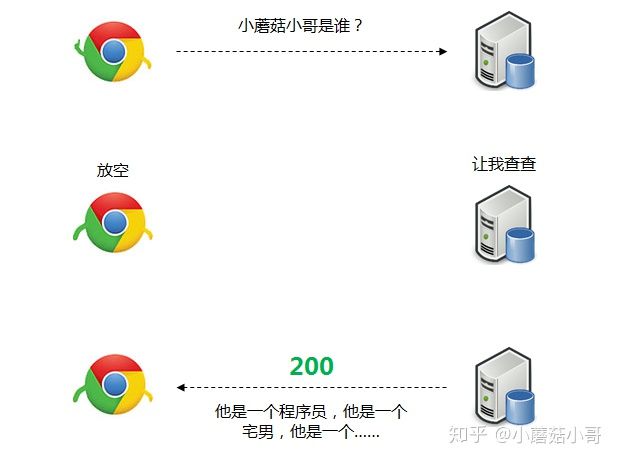 小蘑菇小哥是谁？
放空
让我查查
200
他是一个程序员，他是一个
宅男，他是一个……
知乎 @小蘑菇小哥